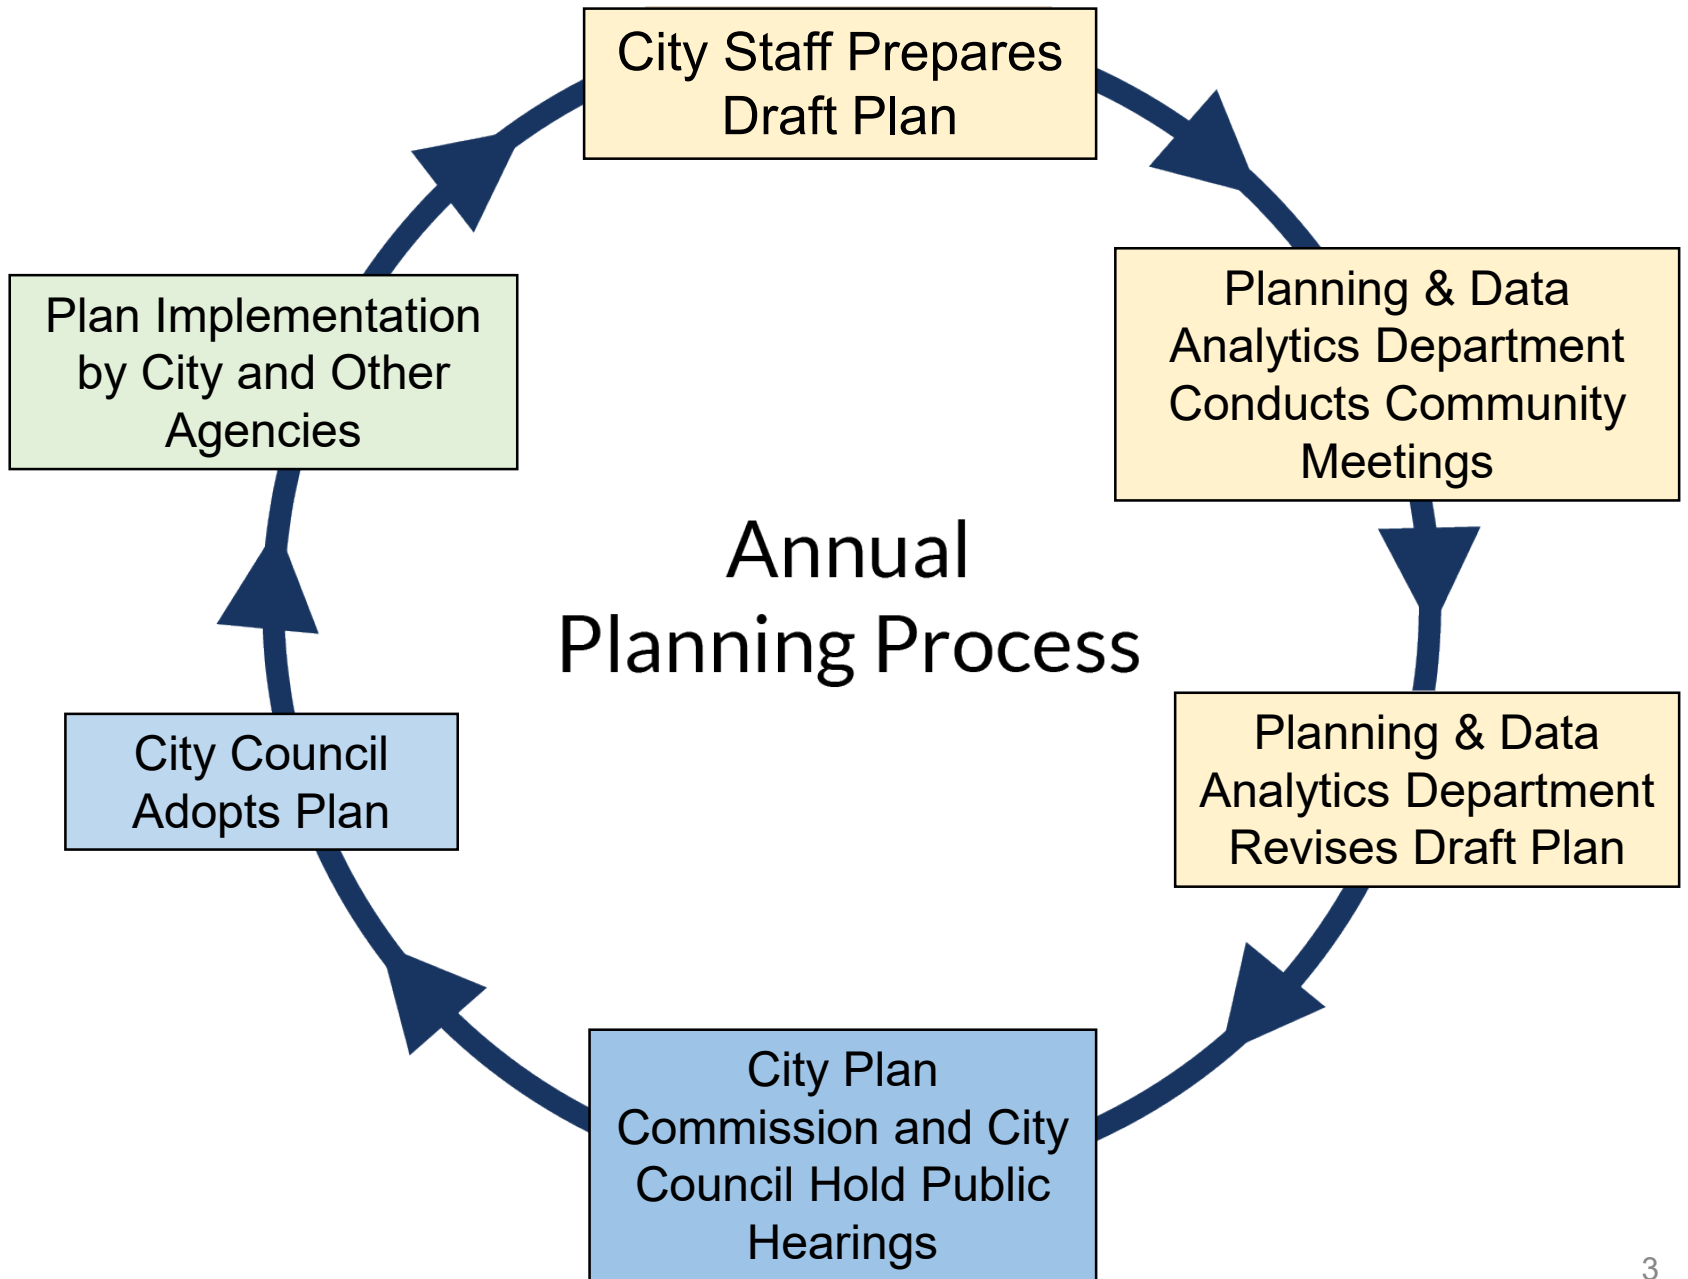 City Staff Prepares
Draft Plan
Planning & Data
Analytics Department
Conducts Community
Meetings
Planning & Data
Analytics Department
Revises Draft Plan
City Plan
Commission and City
Council Hold Public
Hearings
City Council
Adopts Plan
Plan Implementation
by City and Other
Agencies
Annual
Planning Process
3